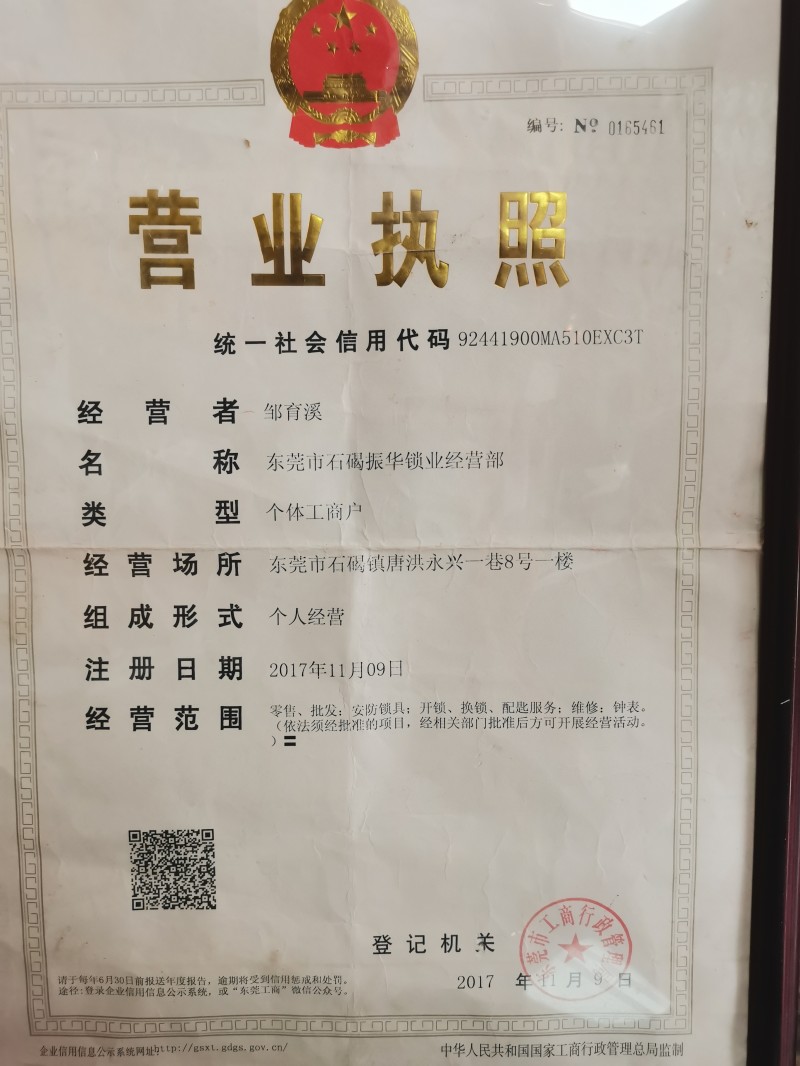 编号: № 0165461
营业执照
统一社会信用代码 92441900MA510EXC3T
经营者 邹育溪
名称 东莞市石碣振华锁业经营部
类型 个体工商户
经营场所 东莞市石碣镇唐洪永兴一巷8号一楼
组成形式 个人经营
注册日期 2017年11月09日
经营范围 零售、批发：安防锁具；开锁、换锁、配匙服务；维修：钟表。
（依法须经批准的项目，经相关部门批准后方可开展经营活动。
）〓
登记机关
东莞市工商行政管理局
2017 年 11 月 9 日
请于每年6月30日前报送年度报告，逾期将受到信用惩戒和处罚。
途径:登录企业信用信息公示系统，或“东莞工商”微信公众号。
企业信用信息公示系统网址:http://gsxt.gdgs.gov.cn/
中华人民共和国国家工商行政管理总局监制